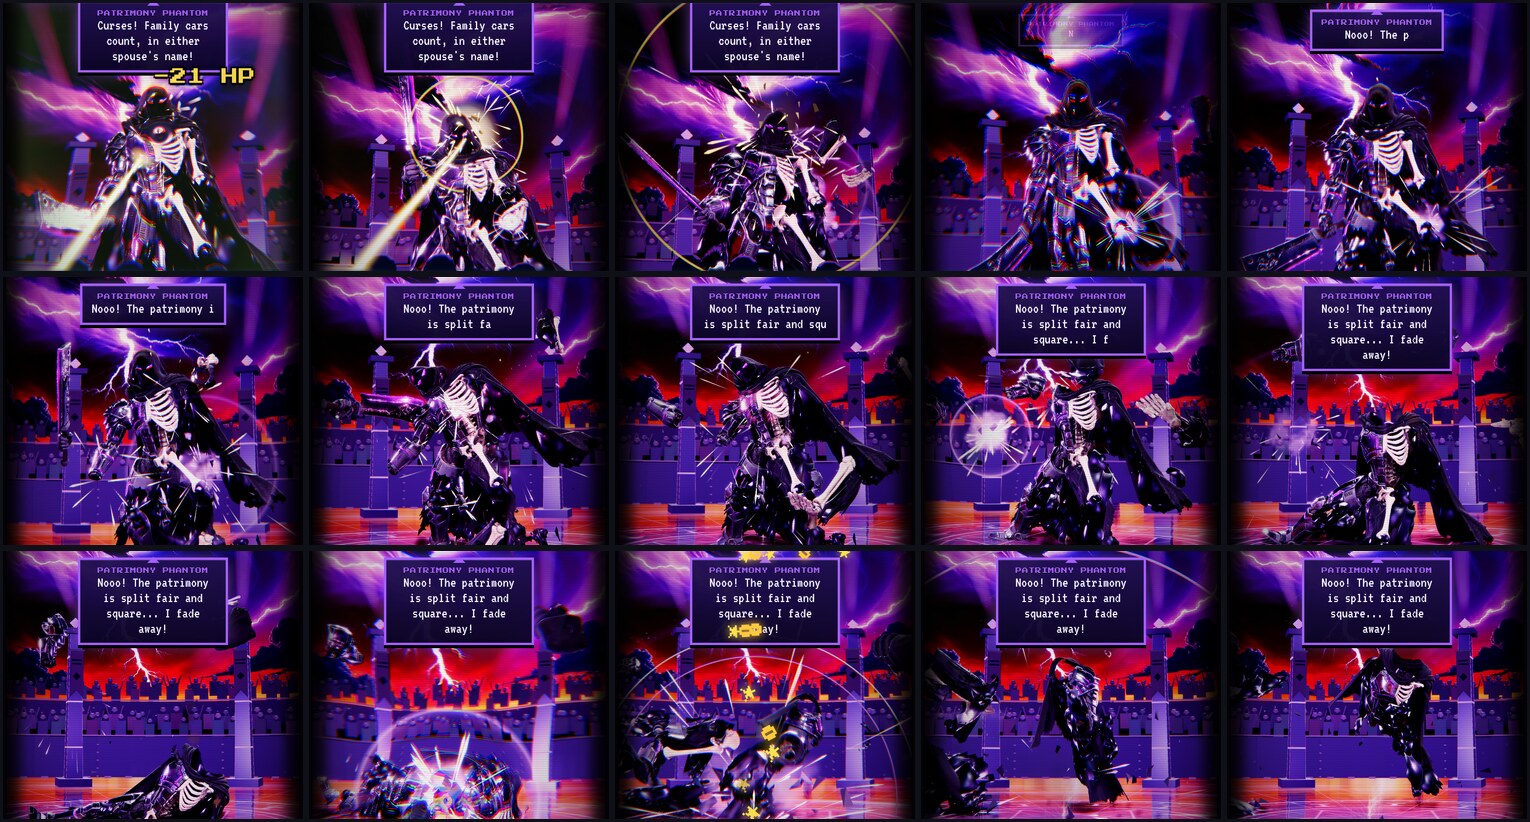 PATRIMONY PHANTOM
Curses! Family cars
count, in either
spouse's name!
-21 HP
PATRIMONY PHANTOM
Curses! Family cars
count, in either
spouse's name!
PATRIMONY PHANTOM
Curses! Family cars
count, in either
spouse's name!
PATRIMONY PHANTOM
N
PATRIMONY PHANTOM
Nooo! The p
PATRIMONY PHANTOM
Nooo! The patrimony i
PATRIMONY PHANTOM
Nooo! The patrimony
is split fa
PATRIMONY PHANTOM
Nooo! The patrimony
is split fair and squ
PATRIMONY PHANTOM
Nooo! The patrimony
is split fair and
square... I f
PATRIMONY PHANTOM
Nooo! The patrimony
is split fair and
square... I fade
away!
PATRIMONY PHANTOM
Nooo! The patrimony
is split fair and
square... I fade
away!
PATRIMONY PHANTOM
Nooo! The patrimony
is split fair and
square... I fade
away!
PATRIMONY PHANTOM
Nooo! The patrimony
is split fair and
square... I fade
away!
PATRIMONY PHANTOM
Nooo! The patrimony
is split fair and
square... I fade
away!
PATRIMONY PHANTOM
Nooo! The patrimony
is split fair and
square... I fade
away!